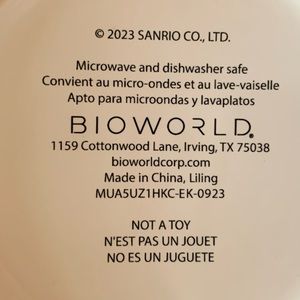 © 2023 SANRIO CO., LTD.
Microwave and dishwasher safe
Convient au micro-ondes et au lave-vaiselle
Apto para microondas y lavaplatos
BIOWORLD®
1159 Cottonwood Lane, Irving, TX 75038
bioworldcorp.com
Made in China, Liling
MUA5UZ1HKC-EK-0923
NOT A TOY
N'EST PAS UN JOUET
NO ES UN JUGUETE